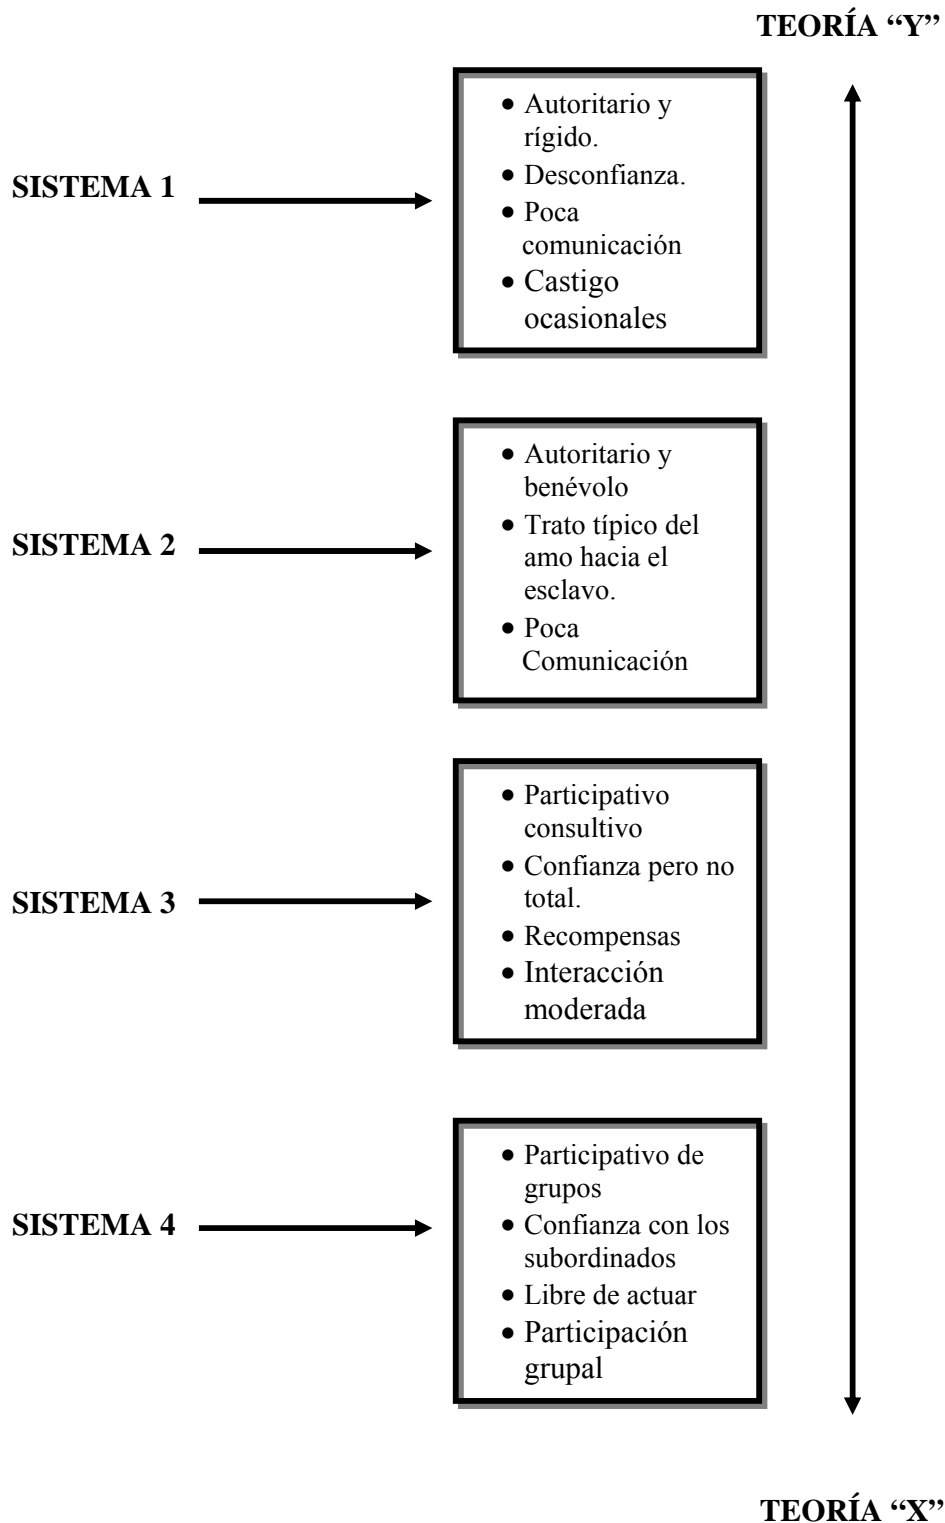 TEORÍA “Y”
SISTEMA 1
• Autoritario y
rígido.
• Desconfianza.
• Poca
comunicación
• Castigo
ocasionales
SISTEMA 2
• Autoritario y
benévolo
• Trato típico del
amo hacia el
esclavo.
• Poca
Comunicación
SISTEMA 3
• Participativo
consultivo
• Confianza pero no
total.
• Recompensas
• Interacción
moderada
SISTEMA 4
• Participativo de
grupos
• Confianza con los
subordinados
• Libre de actuar
• Participación
grupal
TEORÍA “X”